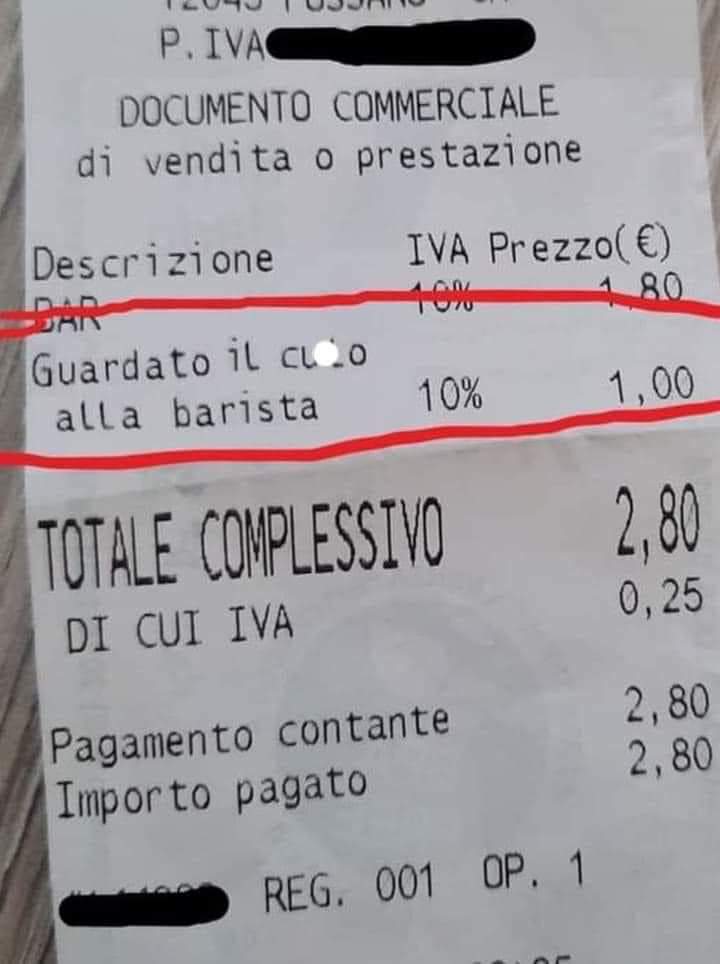 P.IVA
DOCUMENTO COMMERCIALE
di vendita o prestazione
Descrizione IVA Prezzo(€)
BAR 10% 1,80
Guardato il
alla barista 10% 1,00
TOTALE COMPLESSIVO 2,80
DI CUI IVA 0,25
Pagamento contante 2,80
Importo pagato 2,80
REG. 001 OP. 1